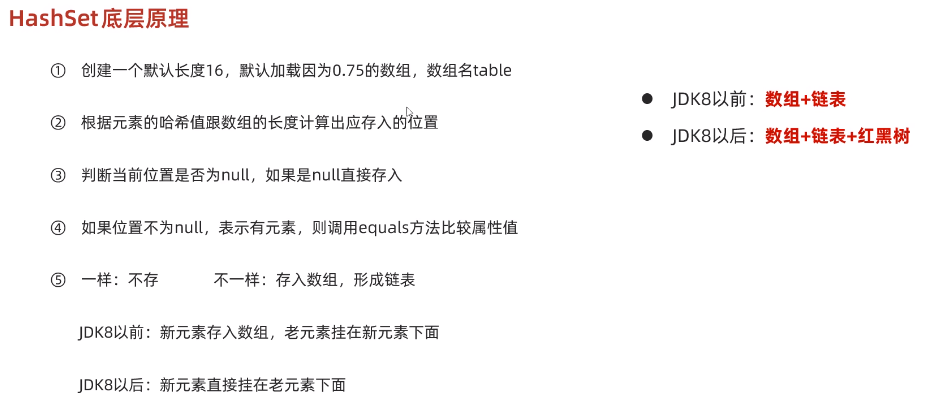 HashSet底层原理
① 创建一个默认长度16，默认加载因为0.75的数组，数组名table
② 根据元素的哈希值跟数组的长度计算出应存入的位置
③ 判断当前位置是否为null，如果是null直接存入
④ 如果位置不为null，表示有元素，则调用equals方法比较属性值
⑤ 一样：不存 不一样：存入数组，形成链表
JDK8以前：新元素存入数组，老元素挂在新元素下面
JDK8以后：新元素直接挂在老元素下面
● JDK8以前：数组+链表
● JDK8以后：数组+链表+红黑树